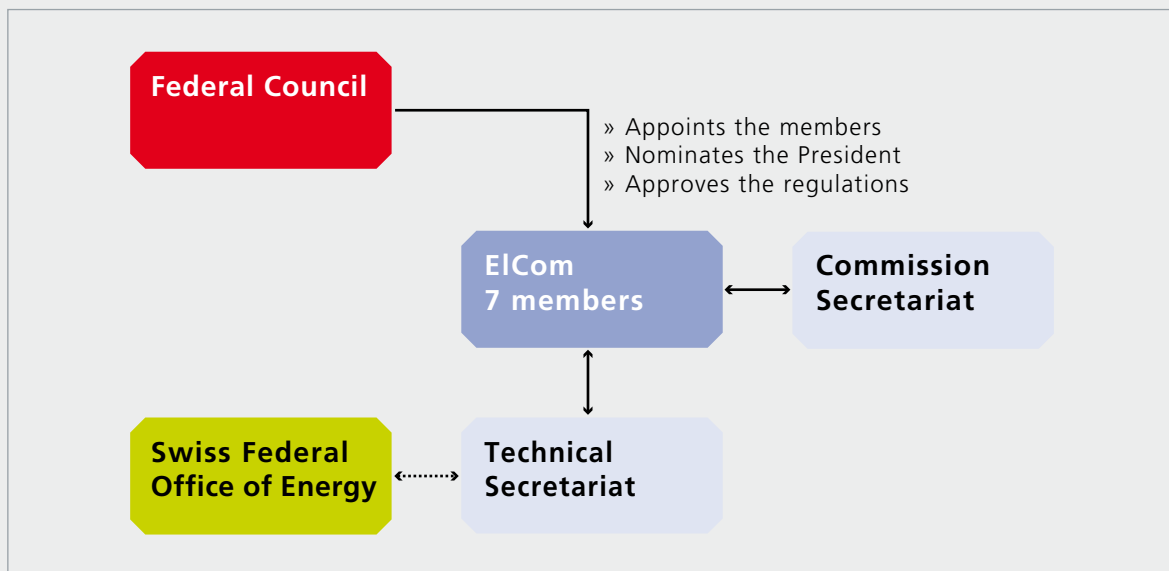 Federal Council
» Appoints the members
» Nominates the President
» Approves the regulations
ElCom
7 members
Commission
Secretariat
Swiss Federal
Office of Energy
Technical
Secretariat